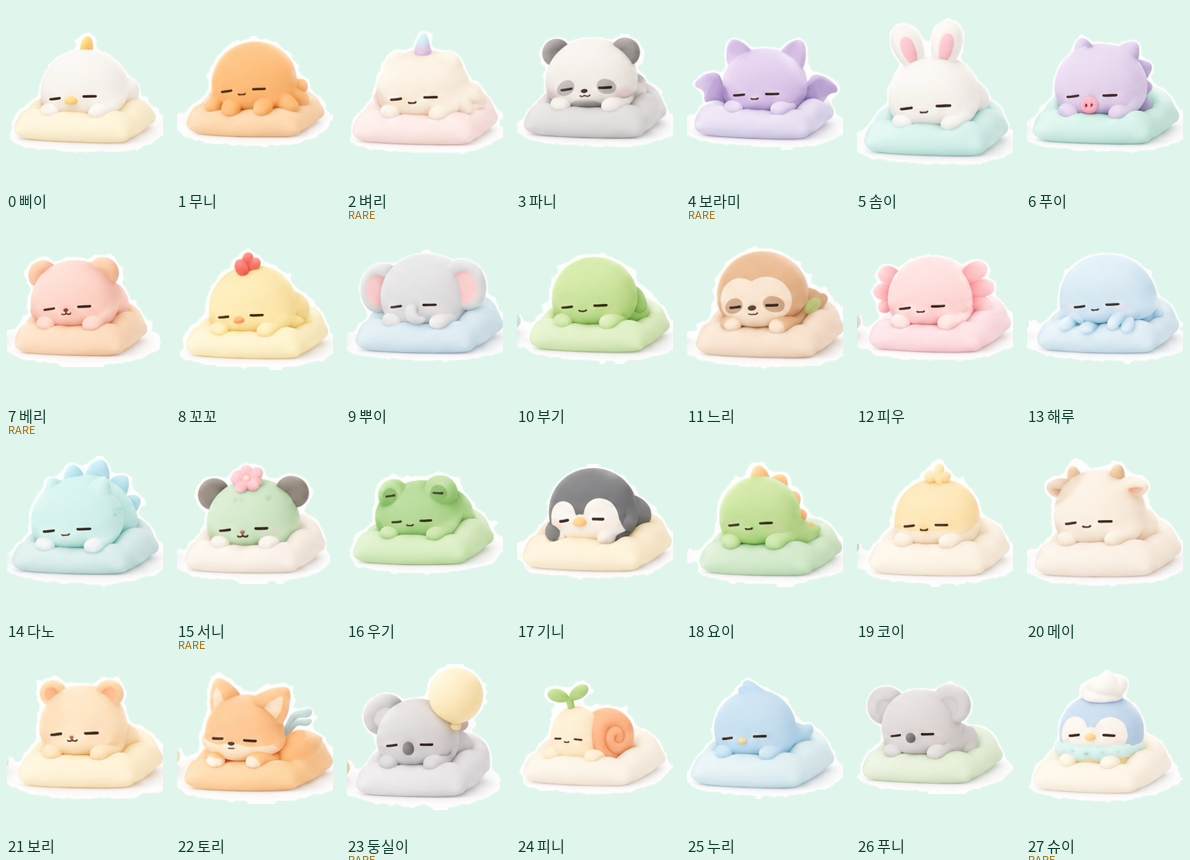 0 삐이
1 무니
2 벼리
RARE
3 파니
4 보라미
RARE
5 솜이
6 푸이
7 베리
RARE
8 꼬꼬
9 뿌이
10 부기
11 느리
12 피우
13 해루
14 다노
15 서니
RARE
16 우기
17 기니
18 요이
19 코이
20 메이
21 보리
22 토리
23 둥실이
RARE
24 피니
25 누리
26 푸니
27 슈이
RARE